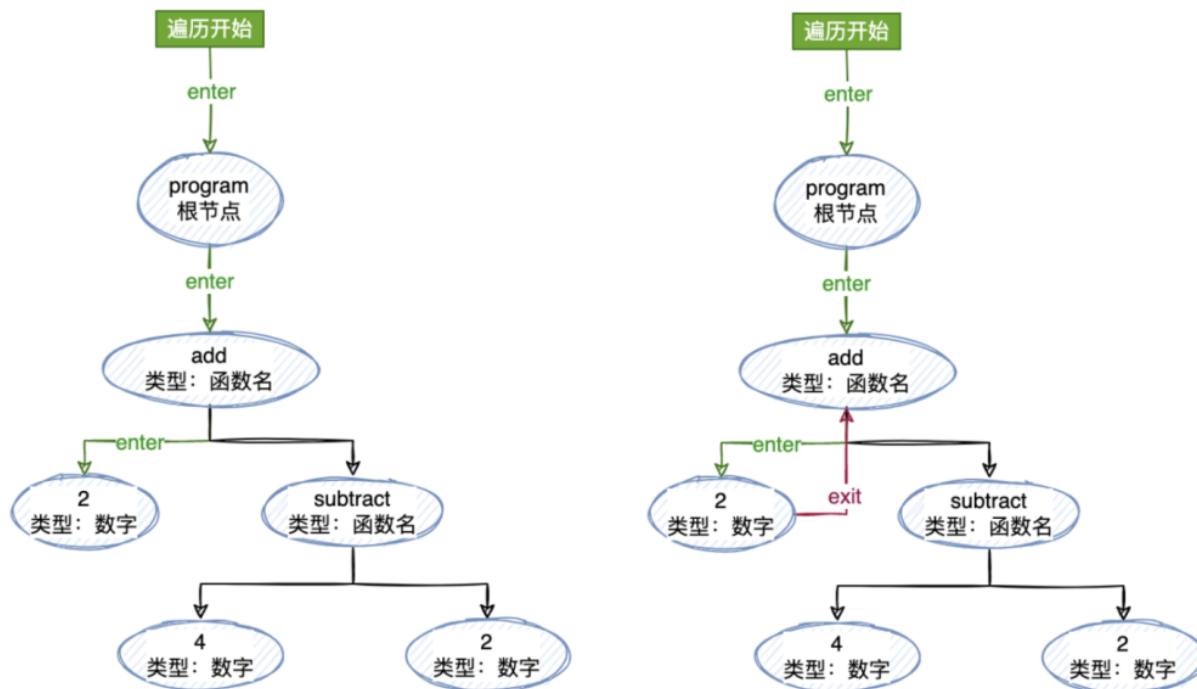 遍历开始
enter
program
根节点
enter
add
类型：函数名
enter
2
类型：数字
subtract
类型：函数名
4
类型：数字
2
类型：数字
遍历开始
enter
program
根节点
enter
add
类型：函数名
enter
2
类型：数字
exit
subtract
类型：函数名
4
类型：数字
2
类型：数字